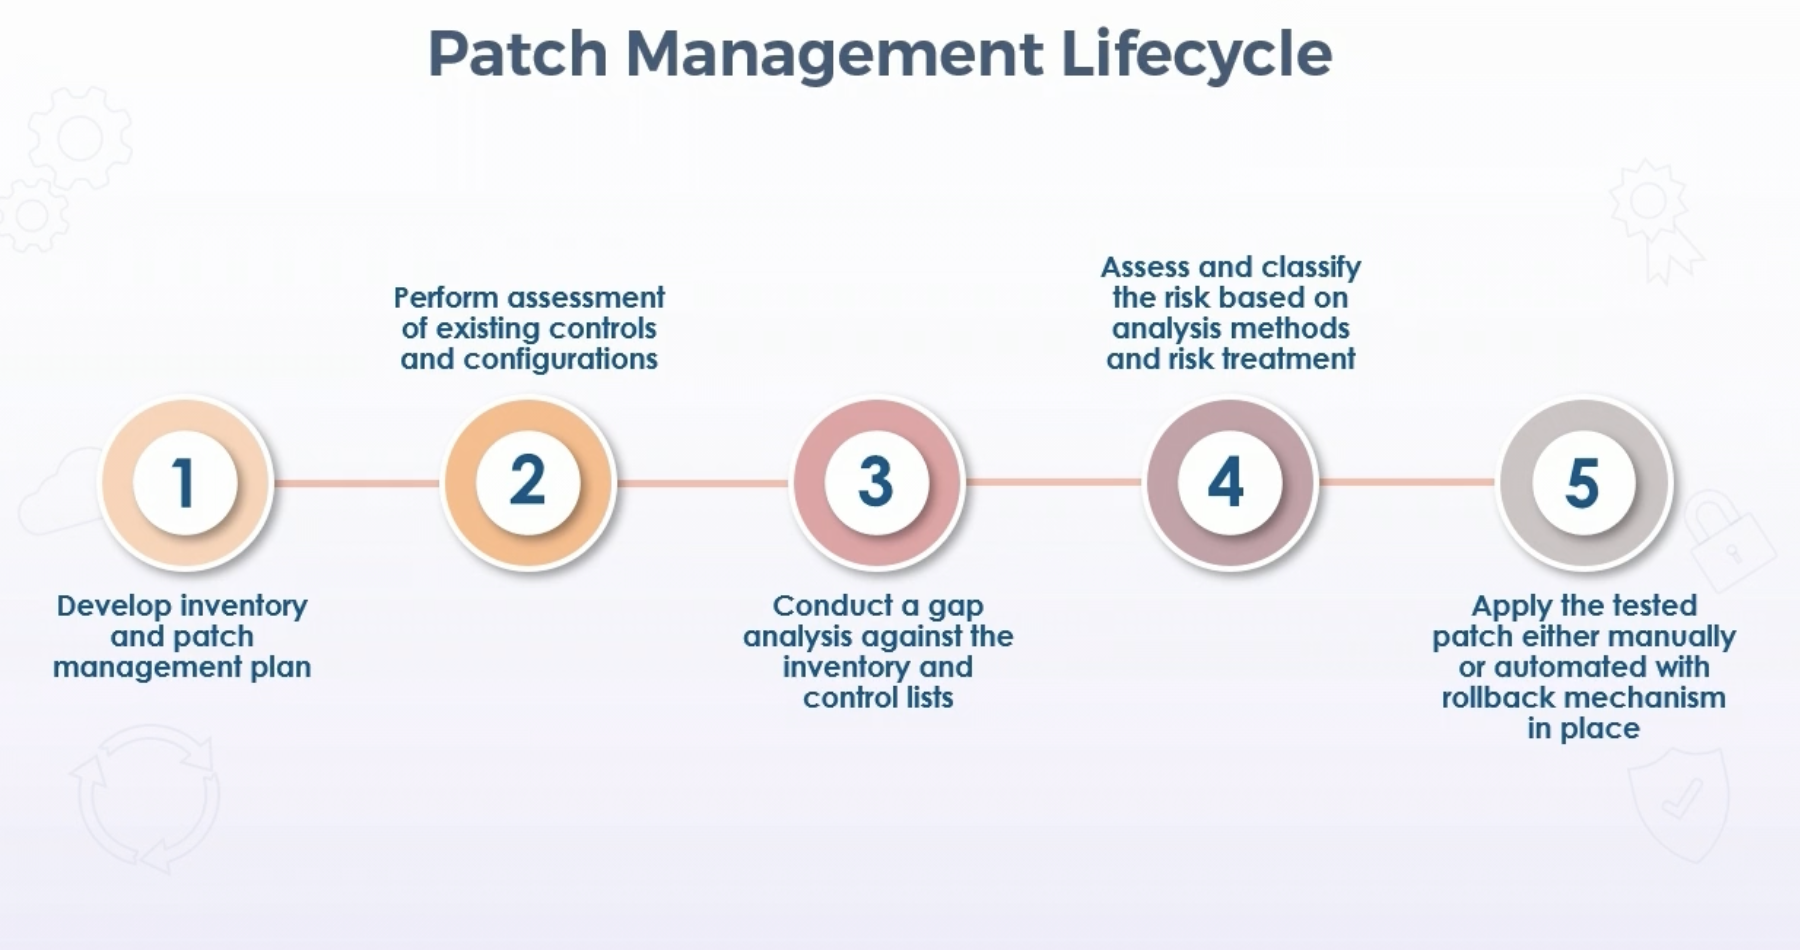 Patch Management Lifecycle
1
Develop inventory
and patch
management plan
Perform assessment
of existing controls
and configurations
2
3
Conduct a gap
analysis against the
inventory and
control lists
Assess and classify
the risk based on
analysis methods
and risk treatment
4
5
Apply the tested
patch either manually
or automated with
rollback mechanism
in place